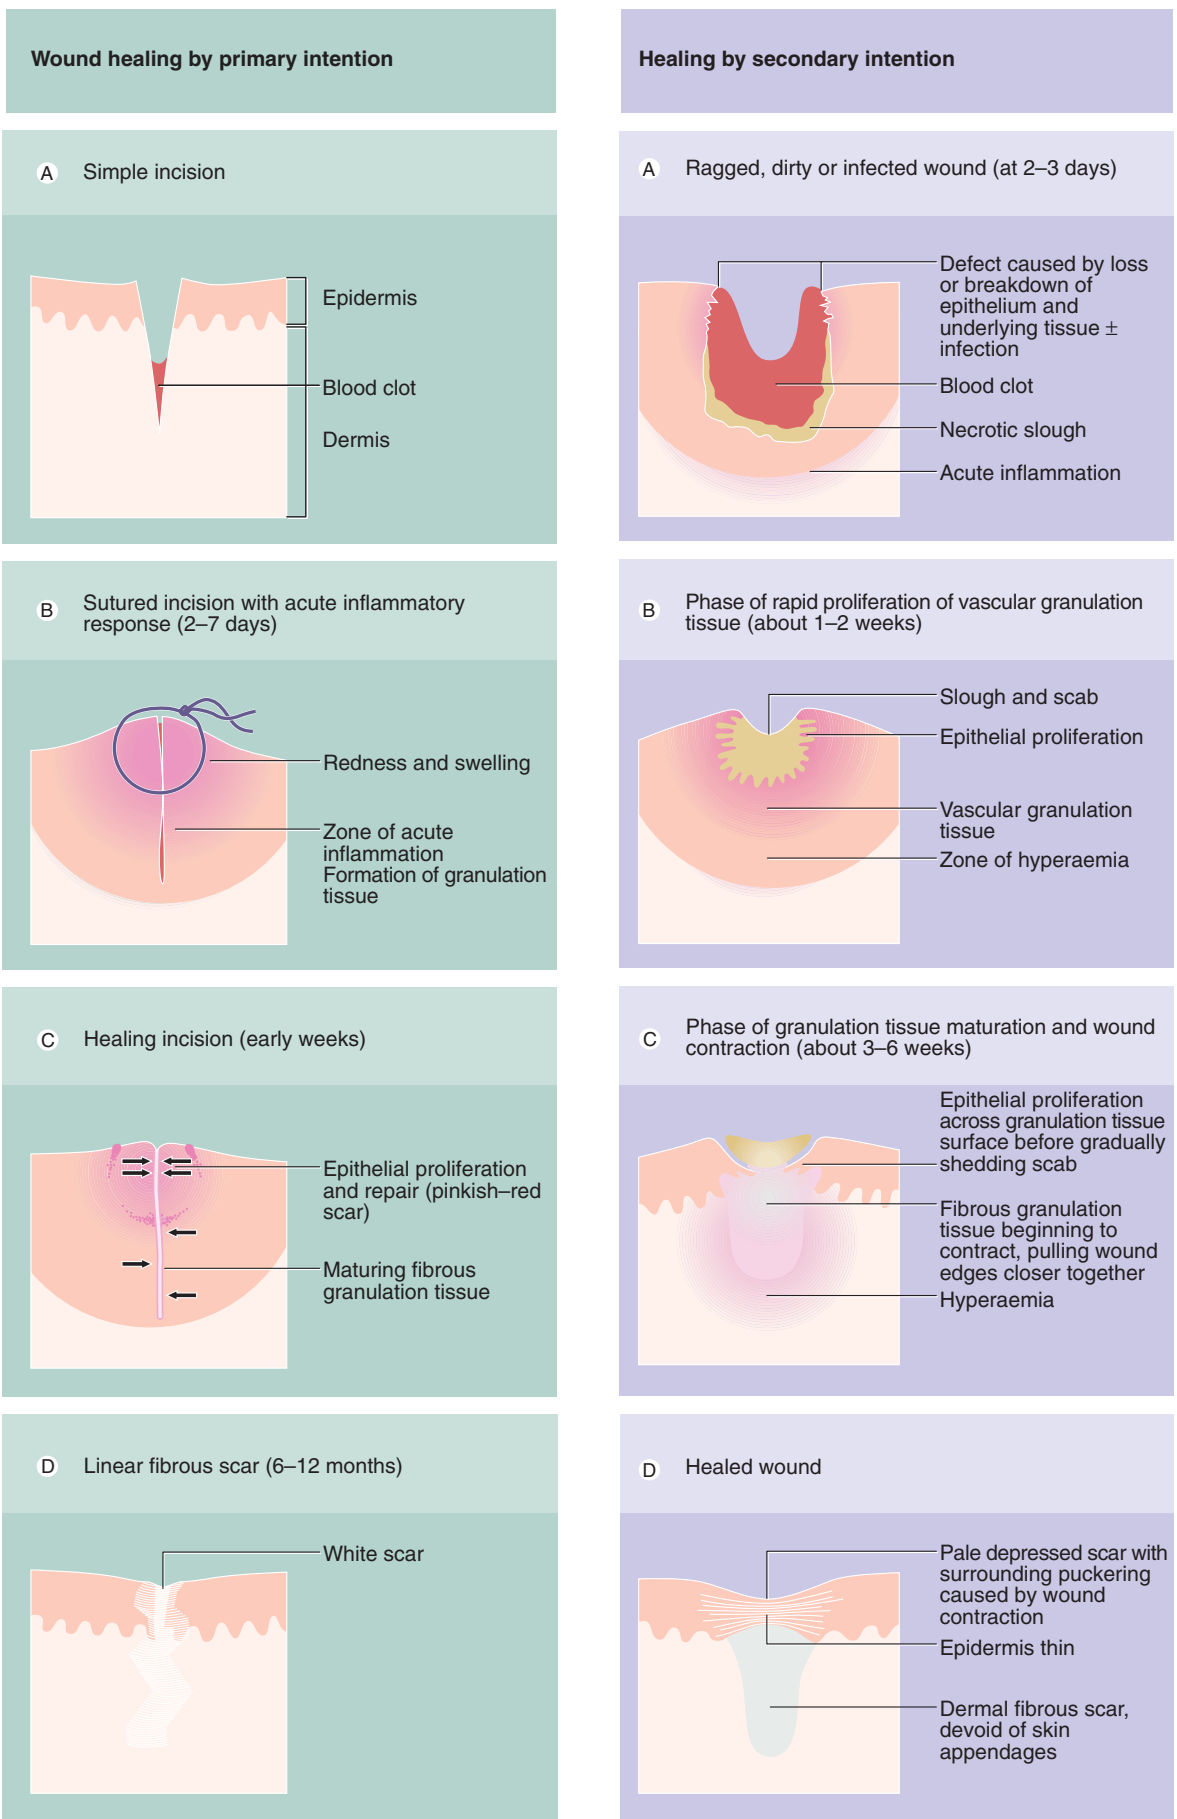 Wound healing by primary intention
A Simple incision
Epidermis
Blood clot
Dermis
B Sutured incision with acute inflammatory
response (2–7 days)
Redness and swelling
Zone of acute
inflammation
Formation of granulation
tissue
C Healing incision (early weeks)
Epithelial proliferation
and repair (pinkish–red
scar)
Maturing fibrous
granulation tissue
D Linear fibrous scar (6–12 months)
White scar
Healing by secondary intention
A Ragged, dirty or infected wound (at 2–3 days)
Defect caused by loss
or breakdown of
epithelium and
underlying tissue ±
infection
Blood clot
Necrotic slough
Acute inflammation
B Phase of rapid proliferation of vascular granulation
tissue (about 1–2 weeks)
Slough and scab
Epithelial proliferation
Vascular granulation
tissue
Zone of hyperaemia
C Phase of granulation tissue maturation and wound
contraction (about 3–6 weeks)
Epithelial proliferation
across granulation tissue
surface before gradually
shedding scab
Fibrous granulation
tissue beginning to
contract, pulling wound
edges closer together
Hyperaemia
D Healed wound
Pale depressed scar with
surrounding puckering
caused by wound
contraction
Epidermis thin
Dermal fibrous scar,
devoid of skin
appendages